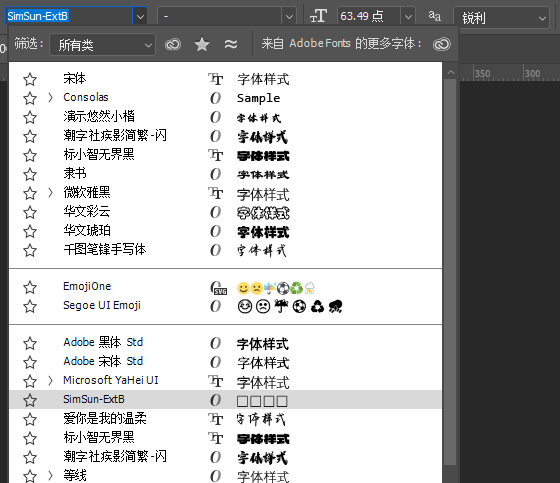 SimSun-ExtB - 63.49 点 锐利
筛选: 所有类 来自 Adobe Fonts 的更多字体:
350 300
宋体 字体样式
Consolas Sample
演示悠然小楷 字体样式
潮字社疾影简繁-闪 字体样式
标小智无界黑 字体样式
隶书 字体样式
微软雅黑 字体样式
华文彩云 字体样式
华文琥珀 字体样式
千图笔锋手写体 字体样式
EmojiOne SVG
Segoe UI Emoji
Adobe 黑体 Std 字体样式
Adobe 宋体 Std 字体样式
Microsoft YaHei UI 字体样式
SimSun-ExtB □□□□
爱你是我的温柔 字体样式
标小智无界黑 字体样式
潮字社疾影简繁-闪 字体样式
等线 字体样式